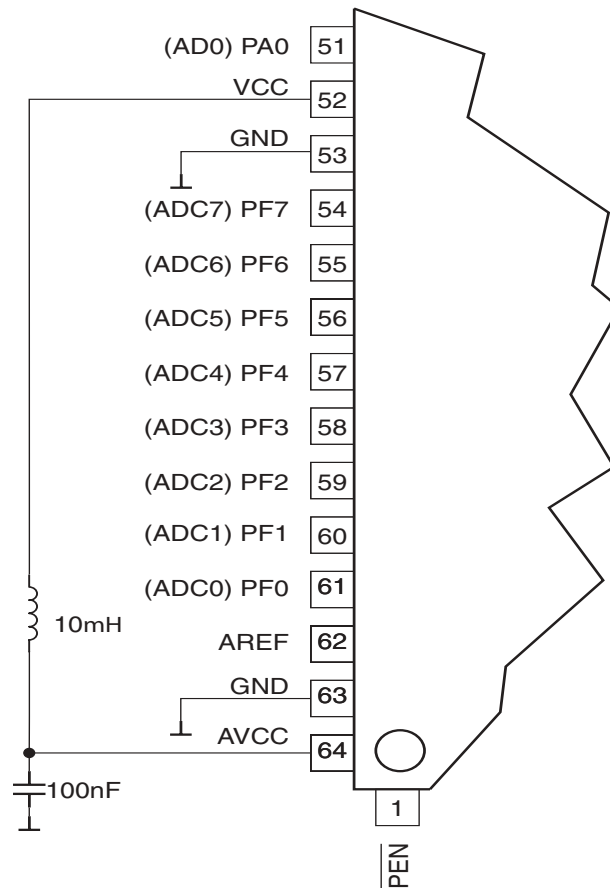 (AD0) PA0 51
VCC 52
GND 53
(ADC7) PF7 54
(ADC6) PF6 55
(ADC5) PF5 56
(ADC4) PF4 57
(ADC3) PF3 58
(ADC2) PF2 59
(ADC1) PF1 60
(ADC0) PF0 61
10mH
AREF 62
GND 63
AVCC 64
100nF
1
PEN